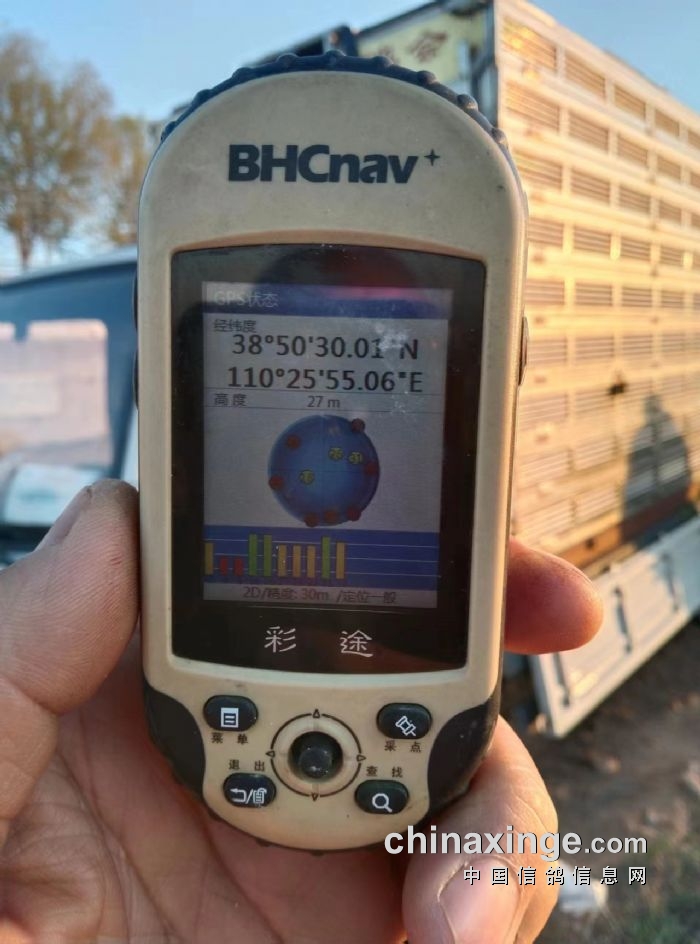 BHCnav
GPS状态
经纬度
38°50'30.01"N
110°25'55.06"E
高度 27 m
2D/精度: 30m /定位一般
彩途
菜单
采点
退出
查找
chinaxinge.com
中国信鸽信息网